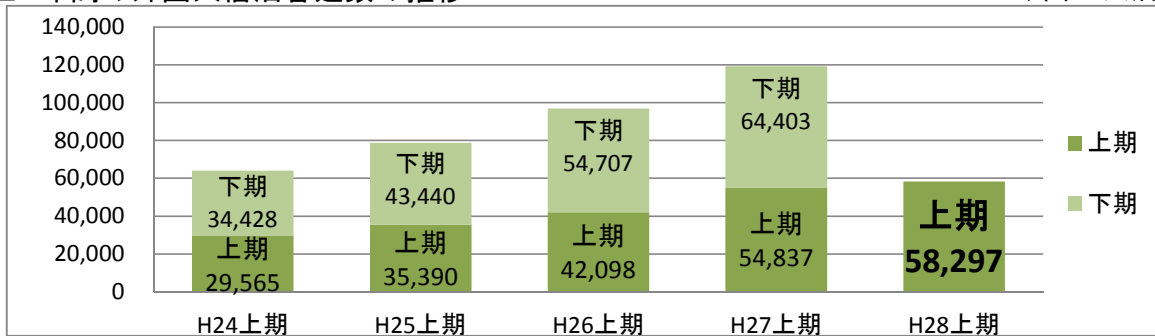 140,000
120,000
100,000
80,000
60,000
40,000
20,000
0
下期
34,428
上期
29,565
下期
43,440
上期
35,390
下期
54,707
上期
42,098
下期
64,403
上期
54,837
上期
58,297
H24上期
H25上期
H26上期
H27上期
H28上期
上期
下期